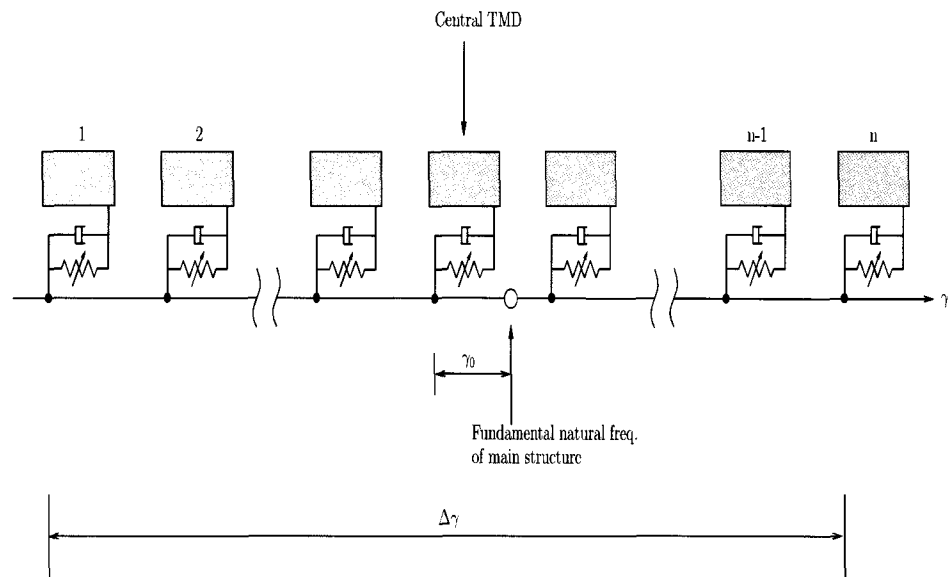 Central TMD
1
2
n-1
n
γ
γ₀
Fundamental natural freq.
of main structure
Δγ